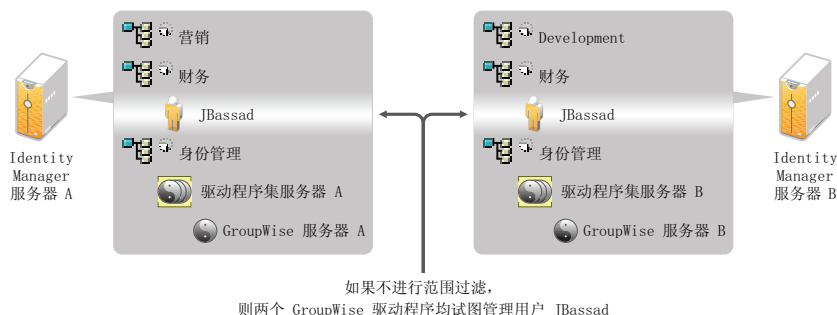 营销
财务
JBassad
身份管理
驱动程序集服务器 A
GroupWise 服务器 A
Identity
Manager
服务器 A
Development
财务
JBassad
身份管理
驱动程序集服务器 B
GroupWise 服务器 B
Identity
Manager
服务器 B
如果不进行范围过滤，
则两个 GroupWise 驱动程序均试图管理用户 JBassad